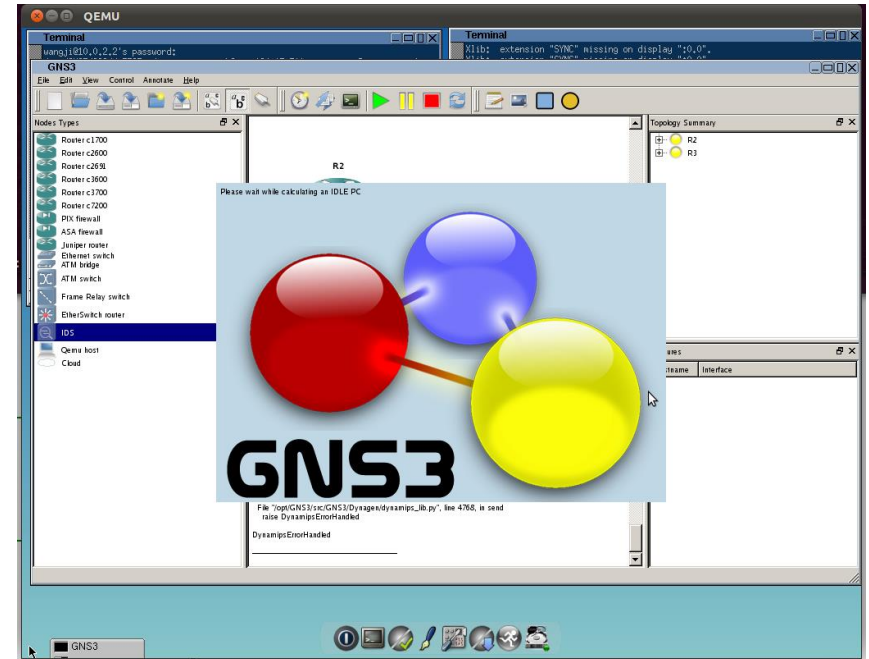 QEMU
Terminal
wangji@10.0.2.2's password:
Terminal
Xlib: extension "SYNC" missing on display ":0.0".
GNS3
File Edit View Control Annotate Help
Nodes Types
Router c1700
Router c2600
Router c2691
Router c3600
Router c3700
Router c7200
PIX firewall
ASA firewall
Juniper router
Ethernet switch
ATM bridge
ATM switch
Frame Relay switch
EtherSwitch router
IDS
Qemu host
Cloud
R2
Please wait while calculating an IDLE PC
GNS3
File "/opt/GNS3/src/GNS3/Dynagen/dynamips_lib.py", line 4768, in send
raise DynamipsErrorHandled
DynamipsErrorHandled
Topology Summary
R2
R3
Interface
GNS3